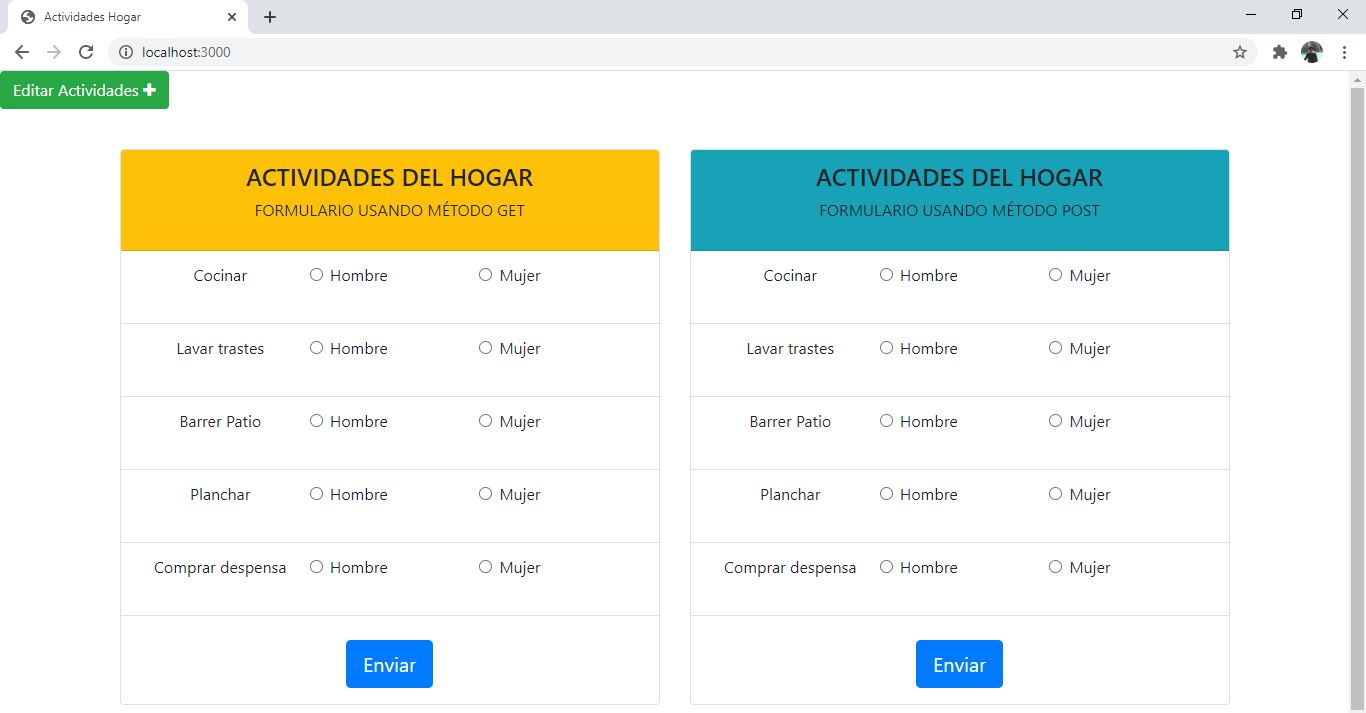 Actividades Hogar
localhost:3000
Editar Actividades
ACTIVIDADES DEL HOGAR
FORMULARIO USANDO MÉTODO GET
Cocinar Hombre Mujer
Lavar trastes Hombre Mujer
Barrer Patio Hombre Mujer
Planchar Hombre Mujer
Comprar despensa Hombre Mujer
Enviar
ACTIVIDADES DEL HOGAR
FORMULARIO USANDO MÉTODO POST
Cocinar Hombre Mujer
Lavar trastes Hombre Mujer
Barrer Patio Hombre Mujer
Planchar Hombre Mujer
Comprar despensa Hombre Mujer
Enviar